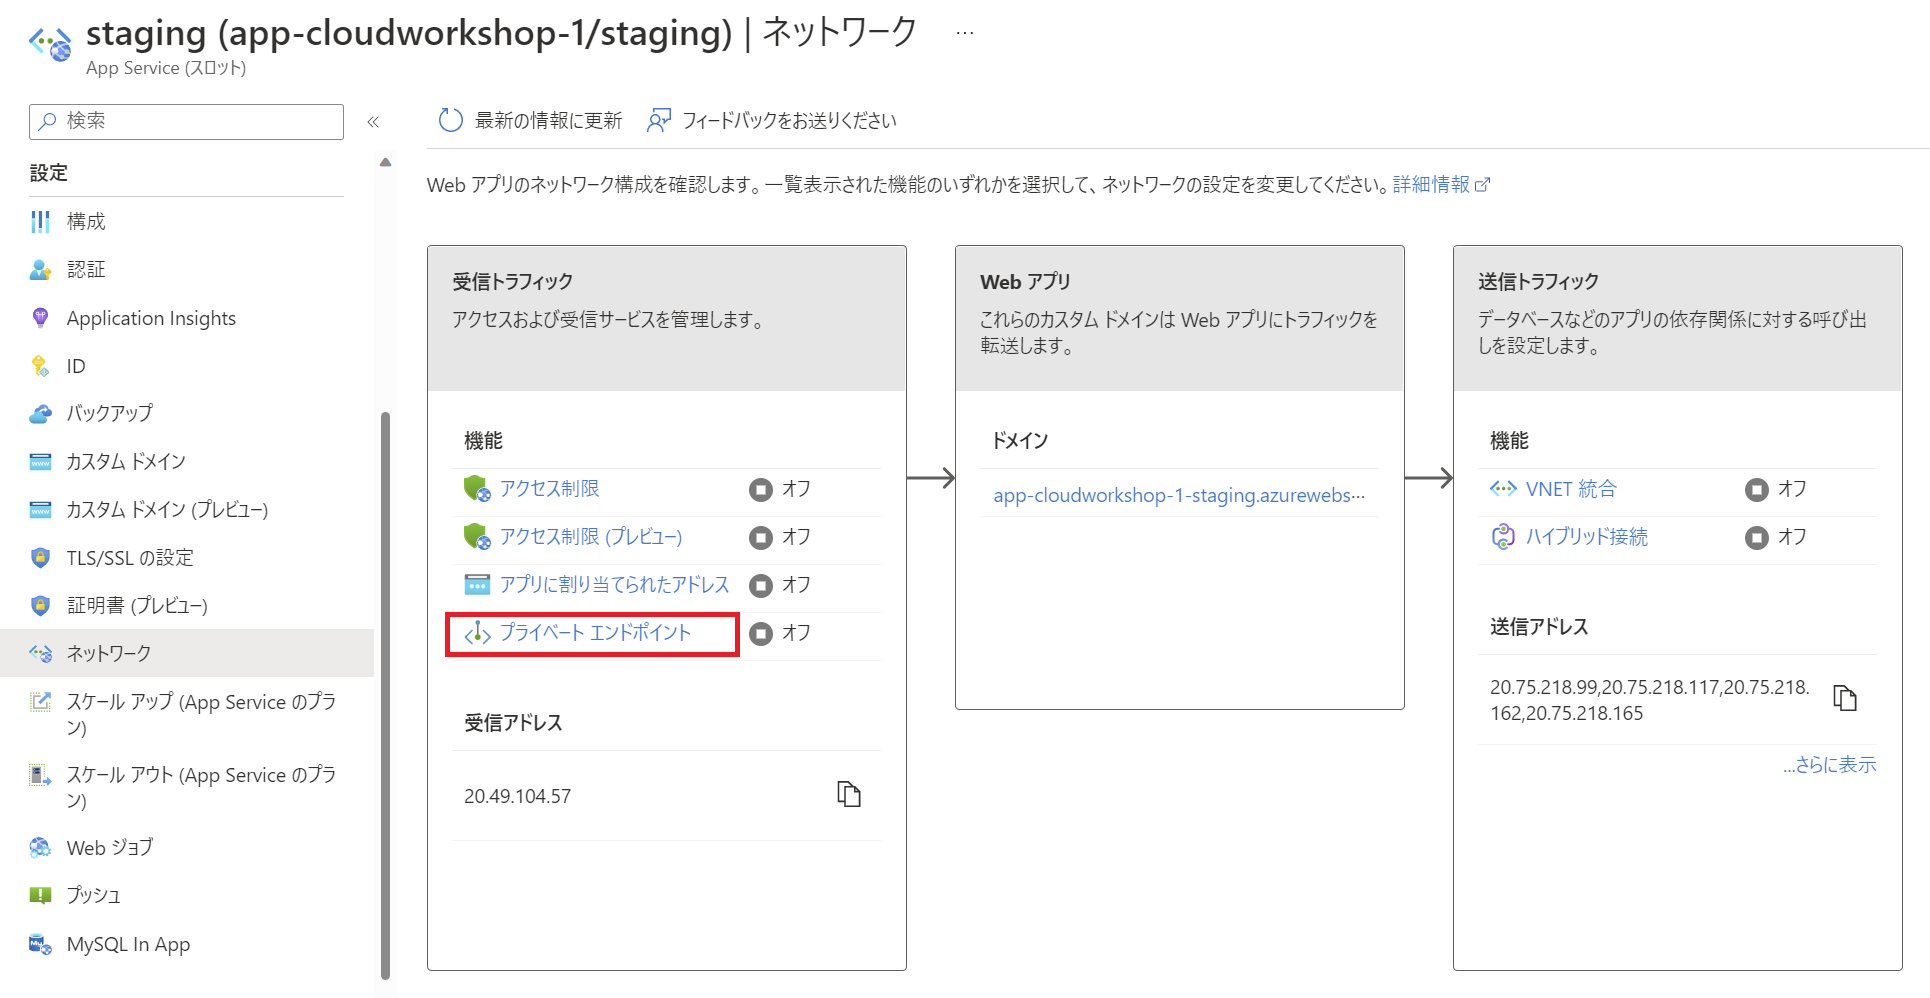 staging (app-cloudworkshop-1/staging) | ネットワーク ...
App Service (スロット)
検索
«
最新の情報に更新
フィードバックをお送りください
設定
構成
認証
Application Insights
ID
バックアップ
カスタム ドメイン
カスタム ドメイン (プレビュー)
TLS/SSL の設定
証明書 (プレビュー)
ネットワーク
スケール アップ (App Service のプラ
ン)
スケール アウト (App Service のプラ
ン)
Web ジョブ
プッシュ
MySQL In App
Web アプリのネットワーク構成を確認します。一覧表示された機能のいずれかを選択して、ネットワークの設定を変更してください。詳細情報
受信トラフィック
アクセスおよび受信サービスを管理します。
機能
アクセス制限 オフ
アクセス制限 (プレビュー) オフ
アプリに割り当てられたアドレス オフ
プライベート エンドポイント オフ
受信アドレス
20.49.104.57
Web アプリ
これらのカスタム ドメインは Web アプリにトラフィックを
転送します。
ドメイン
app-cloudworkshop-1-staging.azurewebs...
送信トラフィック
データベースなどのアプリの依存関係に対する呼び出
しを設定します。
機能
VNET 統合 オフ
ハイブリッド接続 オフ
送信アドレス
20.75.218.99,20.75.218.117,20.75.218.
162,20.75.218.165
...さらに表示